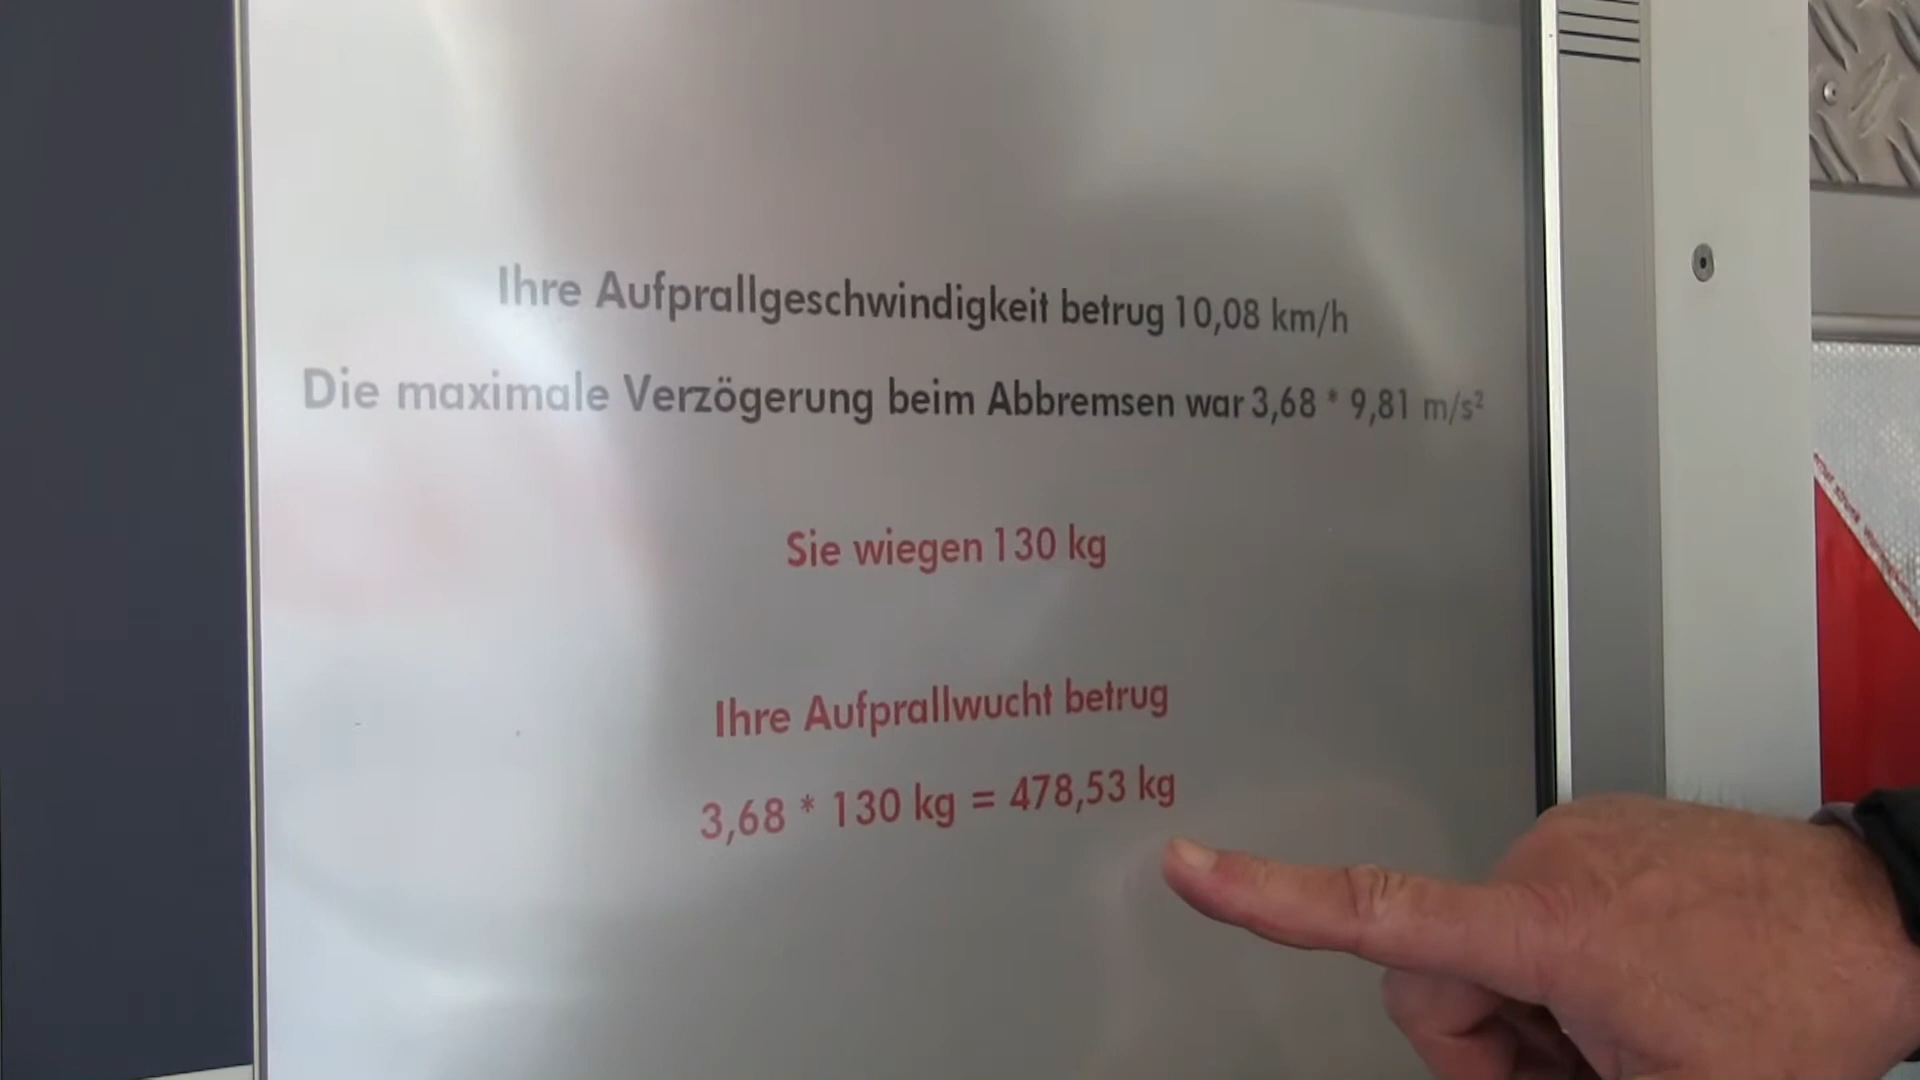 Ihre Aufprallgeschwindigkeit betrug 10,08 km/h
Die maximale Verzögerung beim Abbremsen war 3,68 * 9,81 m/s²
Sie wiegen 130 kg
Ihre Aufprallwucht betrug
3,68 * 130 kg = 478,53 kg